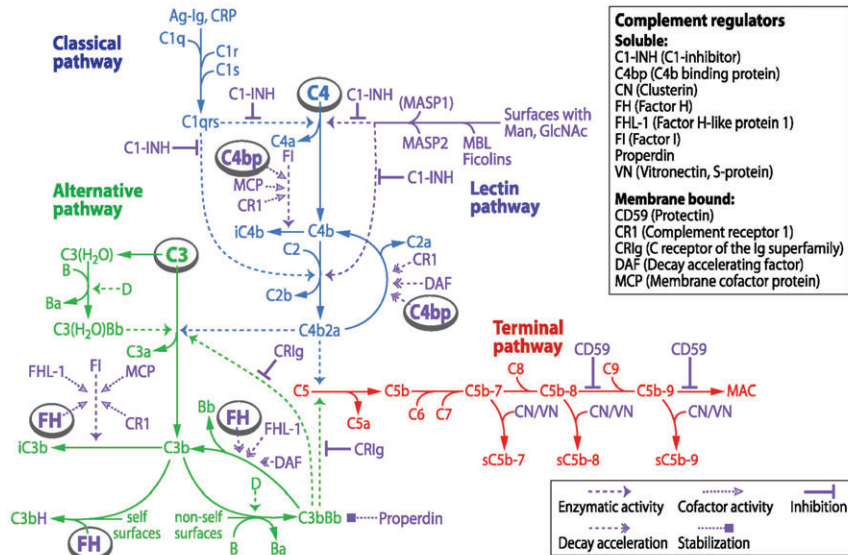 Classical
pathway
Ag-Ig, CRP
C1q
C1r
C1s
C1qrs
C1-INH
C1-INH
C4
C1-INH
(MASP1)
MASP2
MBL
Ficolins
Surfaces with
Man, GlcNAc
C4a
C4bp
FI
MCP
CR1
C1-INH
Lectin
pathway
Alternative
pathway
iC4b
C4b
C2a
C2
C2b
CR1
DAF
C4bp
C4b2a
C3(H₂O)
C3
B
D
Ba
C3(H₂O)Bb
C3a
CRIg
FHL-1
FI
MCP
FH
CR1
iC3b
C3b
Bb
FH
FHL-1
DAF
CRIg
D
C3bH
self
surfaces
FH
non-self
surfaces
B
Ba
C3bBb
Properdin
Terminal
pathway
C5
C5a
C5b
C6
C7
C5b-7
C8
C5b-8
CD59
C9
C5b-9
CD59
MAC
CN/VN
CN/VN
CN/VN
sC5b-7
sC5b-8
sC5b-9
Complement regulators
Soluble:
C1-INH (C1-inhibitor)
C4bp (C4b binding protein)
CN (Clusterin)
FH (Factor H)
FHL-1 (Factor H-like protein 1)
FI (Factor I)
Properdin
VN (Vitronectin, S-protein)
Membrane bound:
CD59 (Protectin)
CR1 (Complement receptor 1)
CRIg (C receptor of the Ig superfamily)
DAF (Decay accelerating factor)
MCP (Membrane cofactor protein)
Enzymatic activity
Cofactor activity
Inhibition
Decay acceleration
Stabilization